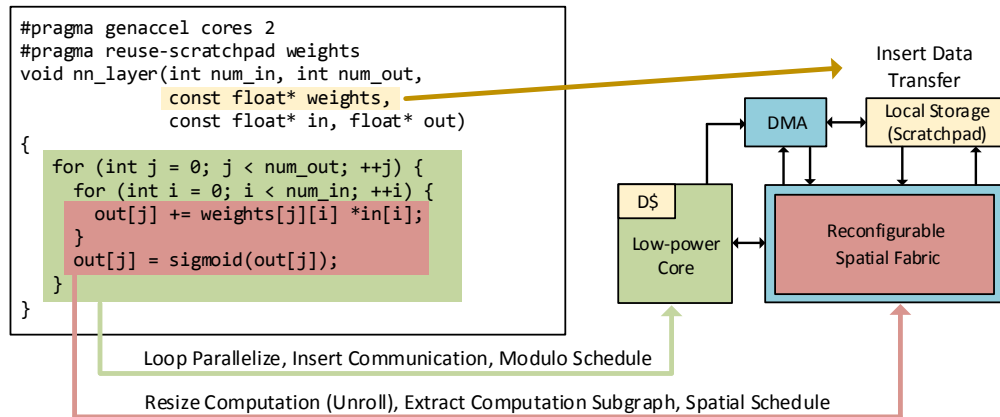 #pragma genaccel cores 2
#pragma reuse-scratchpad weights
void nn_layer(int num_in, int num_out,
const float* weights,
const float* in, float* out)
{
for (int j = 0; j < num_out; ++j) {
for (int i = 0; i < num_in; ++i) {
out[j] += weights[j][i] *in[i];
}
out[j] = sigmoid(out[j]);
}
}
Insert Data
Transfer
DMA
Local Storage
(Scratchpad)
D$
Low-power
Core
Reconfigurable
Spatial Fabric
Loop Parallelize, Insert Communication, Modulo Schedule
Resize Computation (Unroll), Extract Computation Subgraph, Spatial Schedule